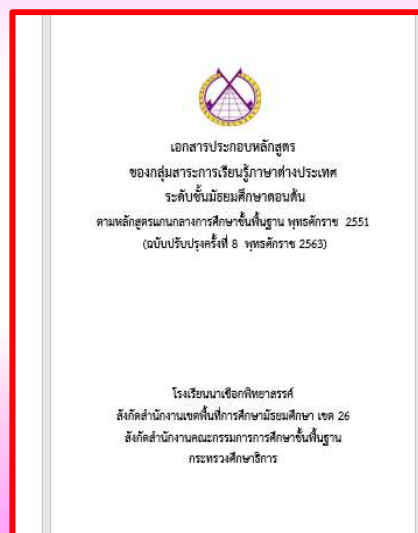 เอกสารประกอบหลักสูตร
ของกลุ่มสาระการเรียนรู้ภาษาต่างประเทศ
ระดับชั้นมัธยมศึกษาตอนต้น
ตามหลักสูตรแกนกลางการศึกษาขั้นพื้นฐาน พุทธศักราช 2551
(ฉบับปรับปรุงครั้งที่ 8 พุทธศักราช 2563)
โรงเรียนนาเชือกพิทยาสรรค์
สังกัดสำนักงานเขตพื้นที่การศึกษามัธยมศึกษา เขต 26
สังกัดสำนักงานคณะกรรมการการศึกษาขั้นพื้นฐาน
กระทรวงศึกษาธิการ